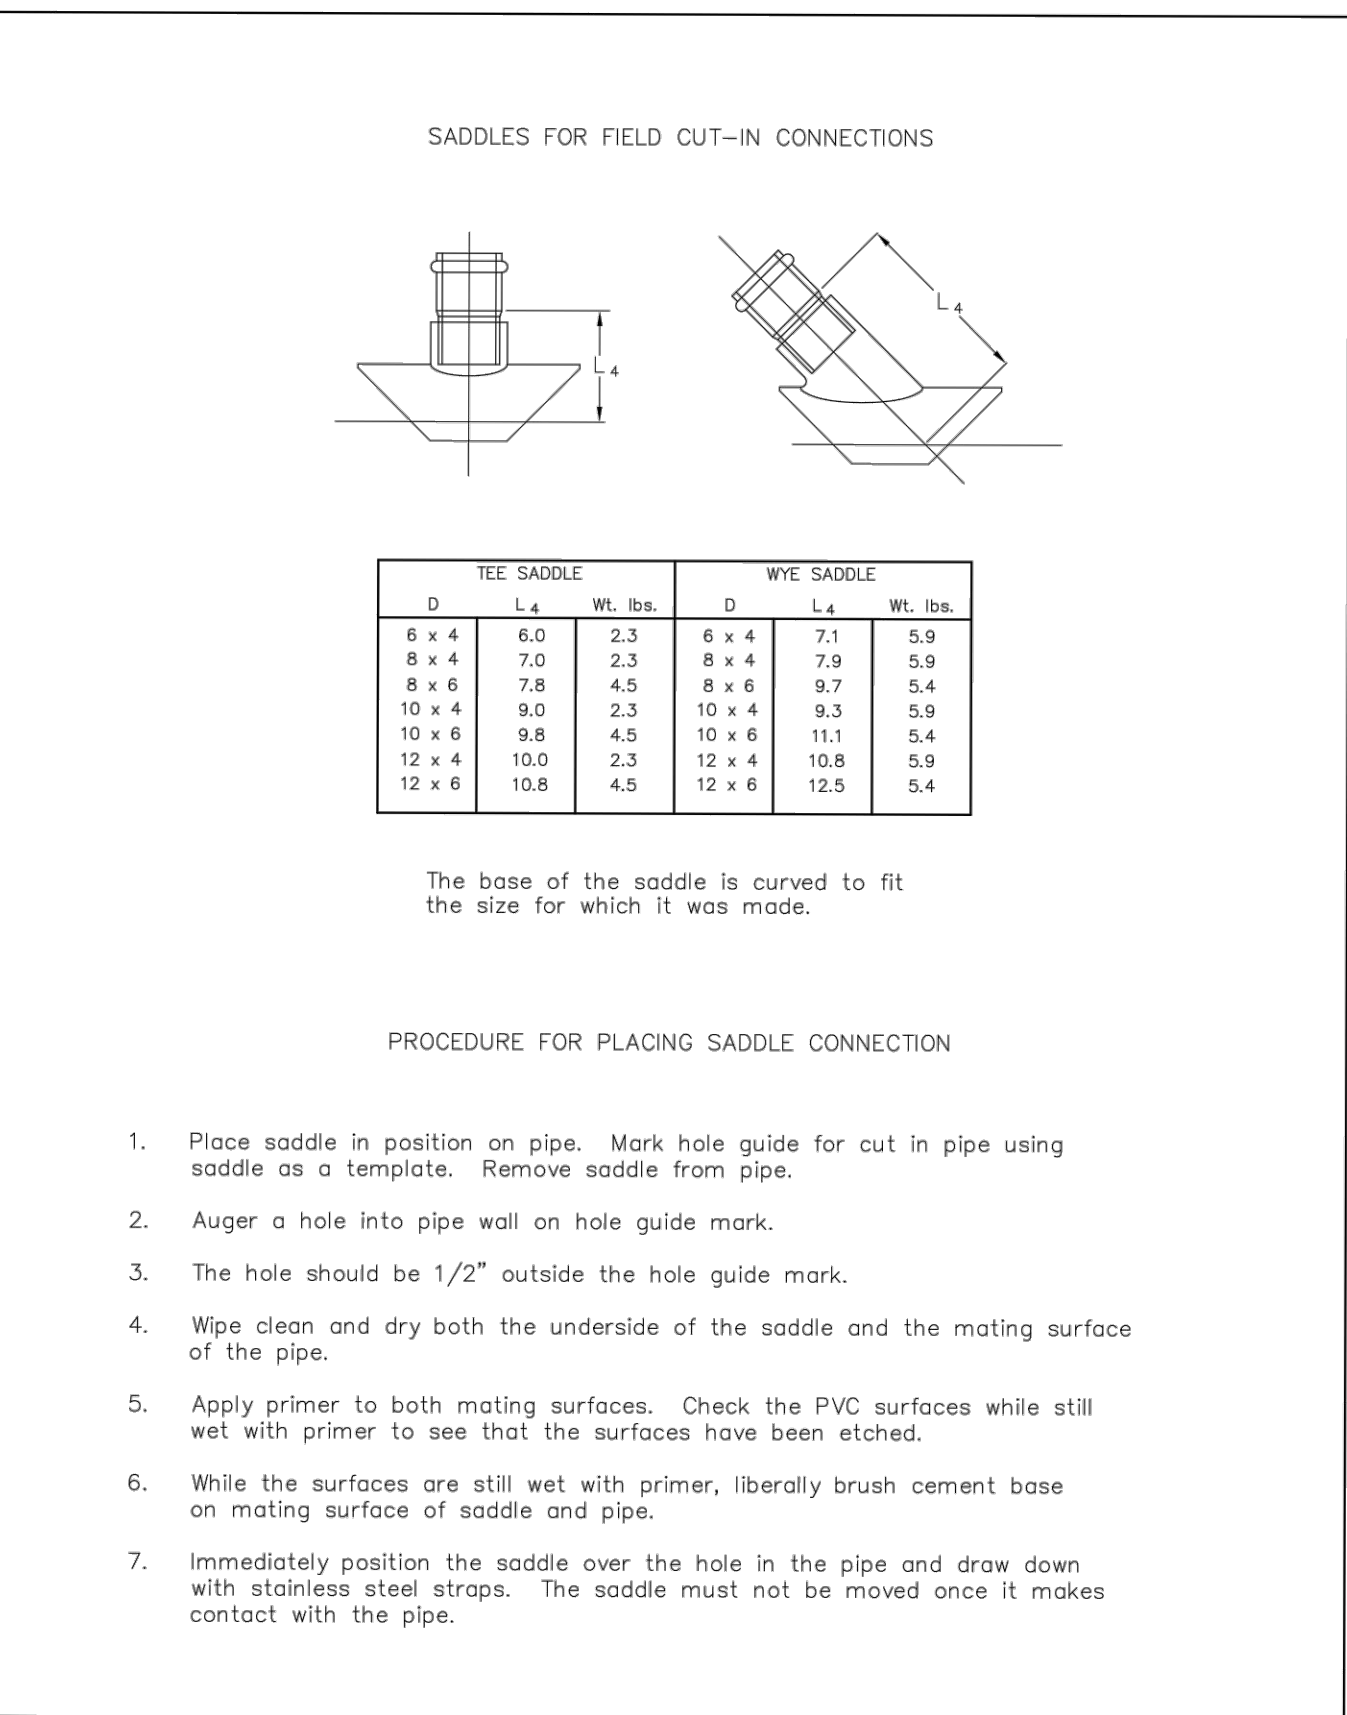 SADDLES FOR FIELD CUT-IN CONNECTIONS
L4
L4
TEE SADDLE WYE SADDLE
D L4 Wt. lbs. D L4 Wt. lbs.
6 x 4 6.0 2.3 6 x 4 7.1 5.9
8 x 4 7.0 2.3 8 x 4 7.9 5.9
8 x 6 7.8 4.5 8 x 6 9.7 5.4
10 x 4 9.0 2.3 10 x 4 9.3 5.9
10 x 6 9.8 4.5 10 x 6 11.1 5.4
12 x 4 10.0 2.3 12 x 4 10.8 5.9
12 x 6 10.8 4.5 12 x 6 12.5 5.4
The base of the saddle is curved to fit
the size for which it was made.
PROCEDURE FOR PLACING SADDLE CONNECTION
1. Place saddle in position on pipe. Mark hole guide for cut in pipe using
saddle as a template. Remove saddle from pipe.
2. Auger a hole into pipe wall on hole guide mark.
3. The hole should be 1/2" outside the hole guide mark.
4. Wipe clean and dry both the underside of the saddle and the mating surface
of the pipe.
5. Apply primer to both mating surfaces. Check the PVC surfaces while still
wet with primer to see that the surfaces have been etched.
6. While the surfaces are still wet with primer, liberally brush cement base
on mating surface of saddle and pipe.
7. Immediately position the saddle over the hole in the pipe and draw down
with stainless steel straps. The saddle must not be moved once it makes
contact with the pipe.